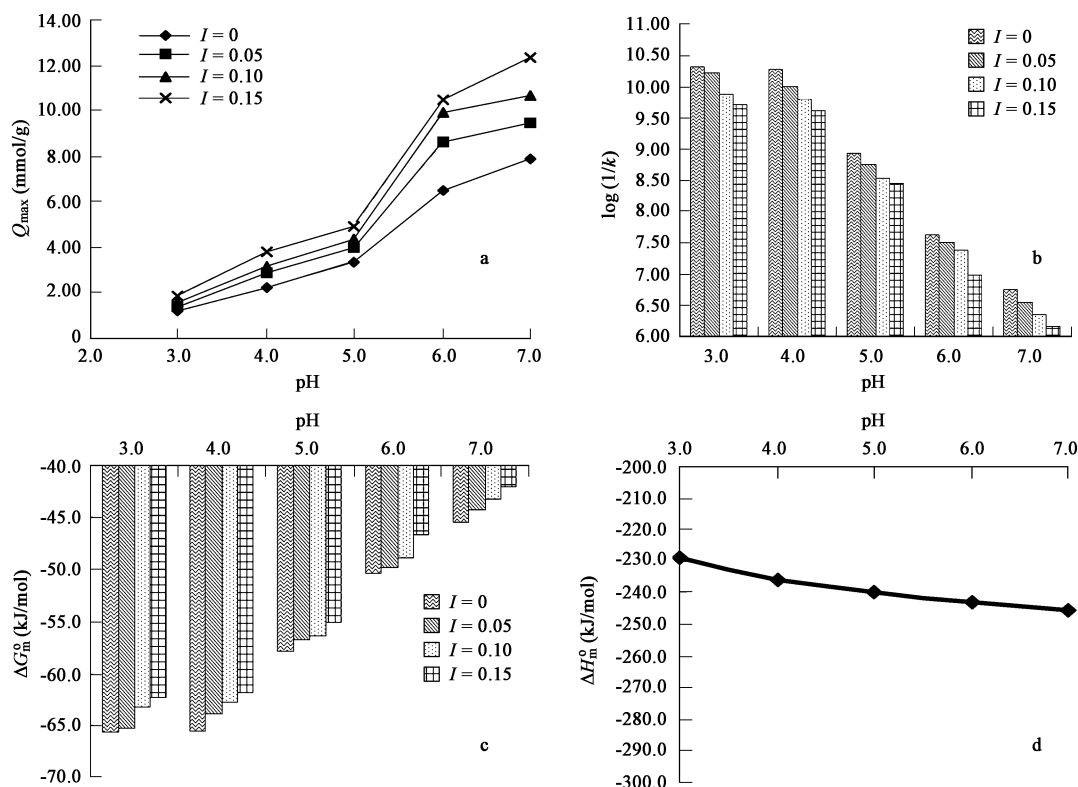 14.00
12.00
10.00
8.00
6.00
4.00
2.00
0
Qmax (mmol/g)
I = 0
I = 0.05
I = 0.10
I = 0.15
a
2.0 3.0 4.0 5.0 6.0 7.0
pH
11.00
10.50
10.00
9.50
9.00
8.50
8.00
7.50
7.00
6.50
6.00
log (1/k)
I = 0
I = 0.05
I = 0.10
I = 0.15
b
3.0 4.0 5.0 6.0 7.0
pH
pH
3.0 4.0 5.0 6.0 7.0
-40.0
-45.0
-50.0
-55.0
-60.0
-65.0
-70.0
ΔG°m (kJ/mol)
I = 0
I = 0.05
I = 0.10
I = 0.15
c
pH
3.0 4.0 5.0 6.0 7.0
-200.0
-210.0
-220.0
-230.0
-240.0
-250.0
-260.0
-270.0
-280.0
-290.0
-300.0
ΔH°m (kJ/mol)
d